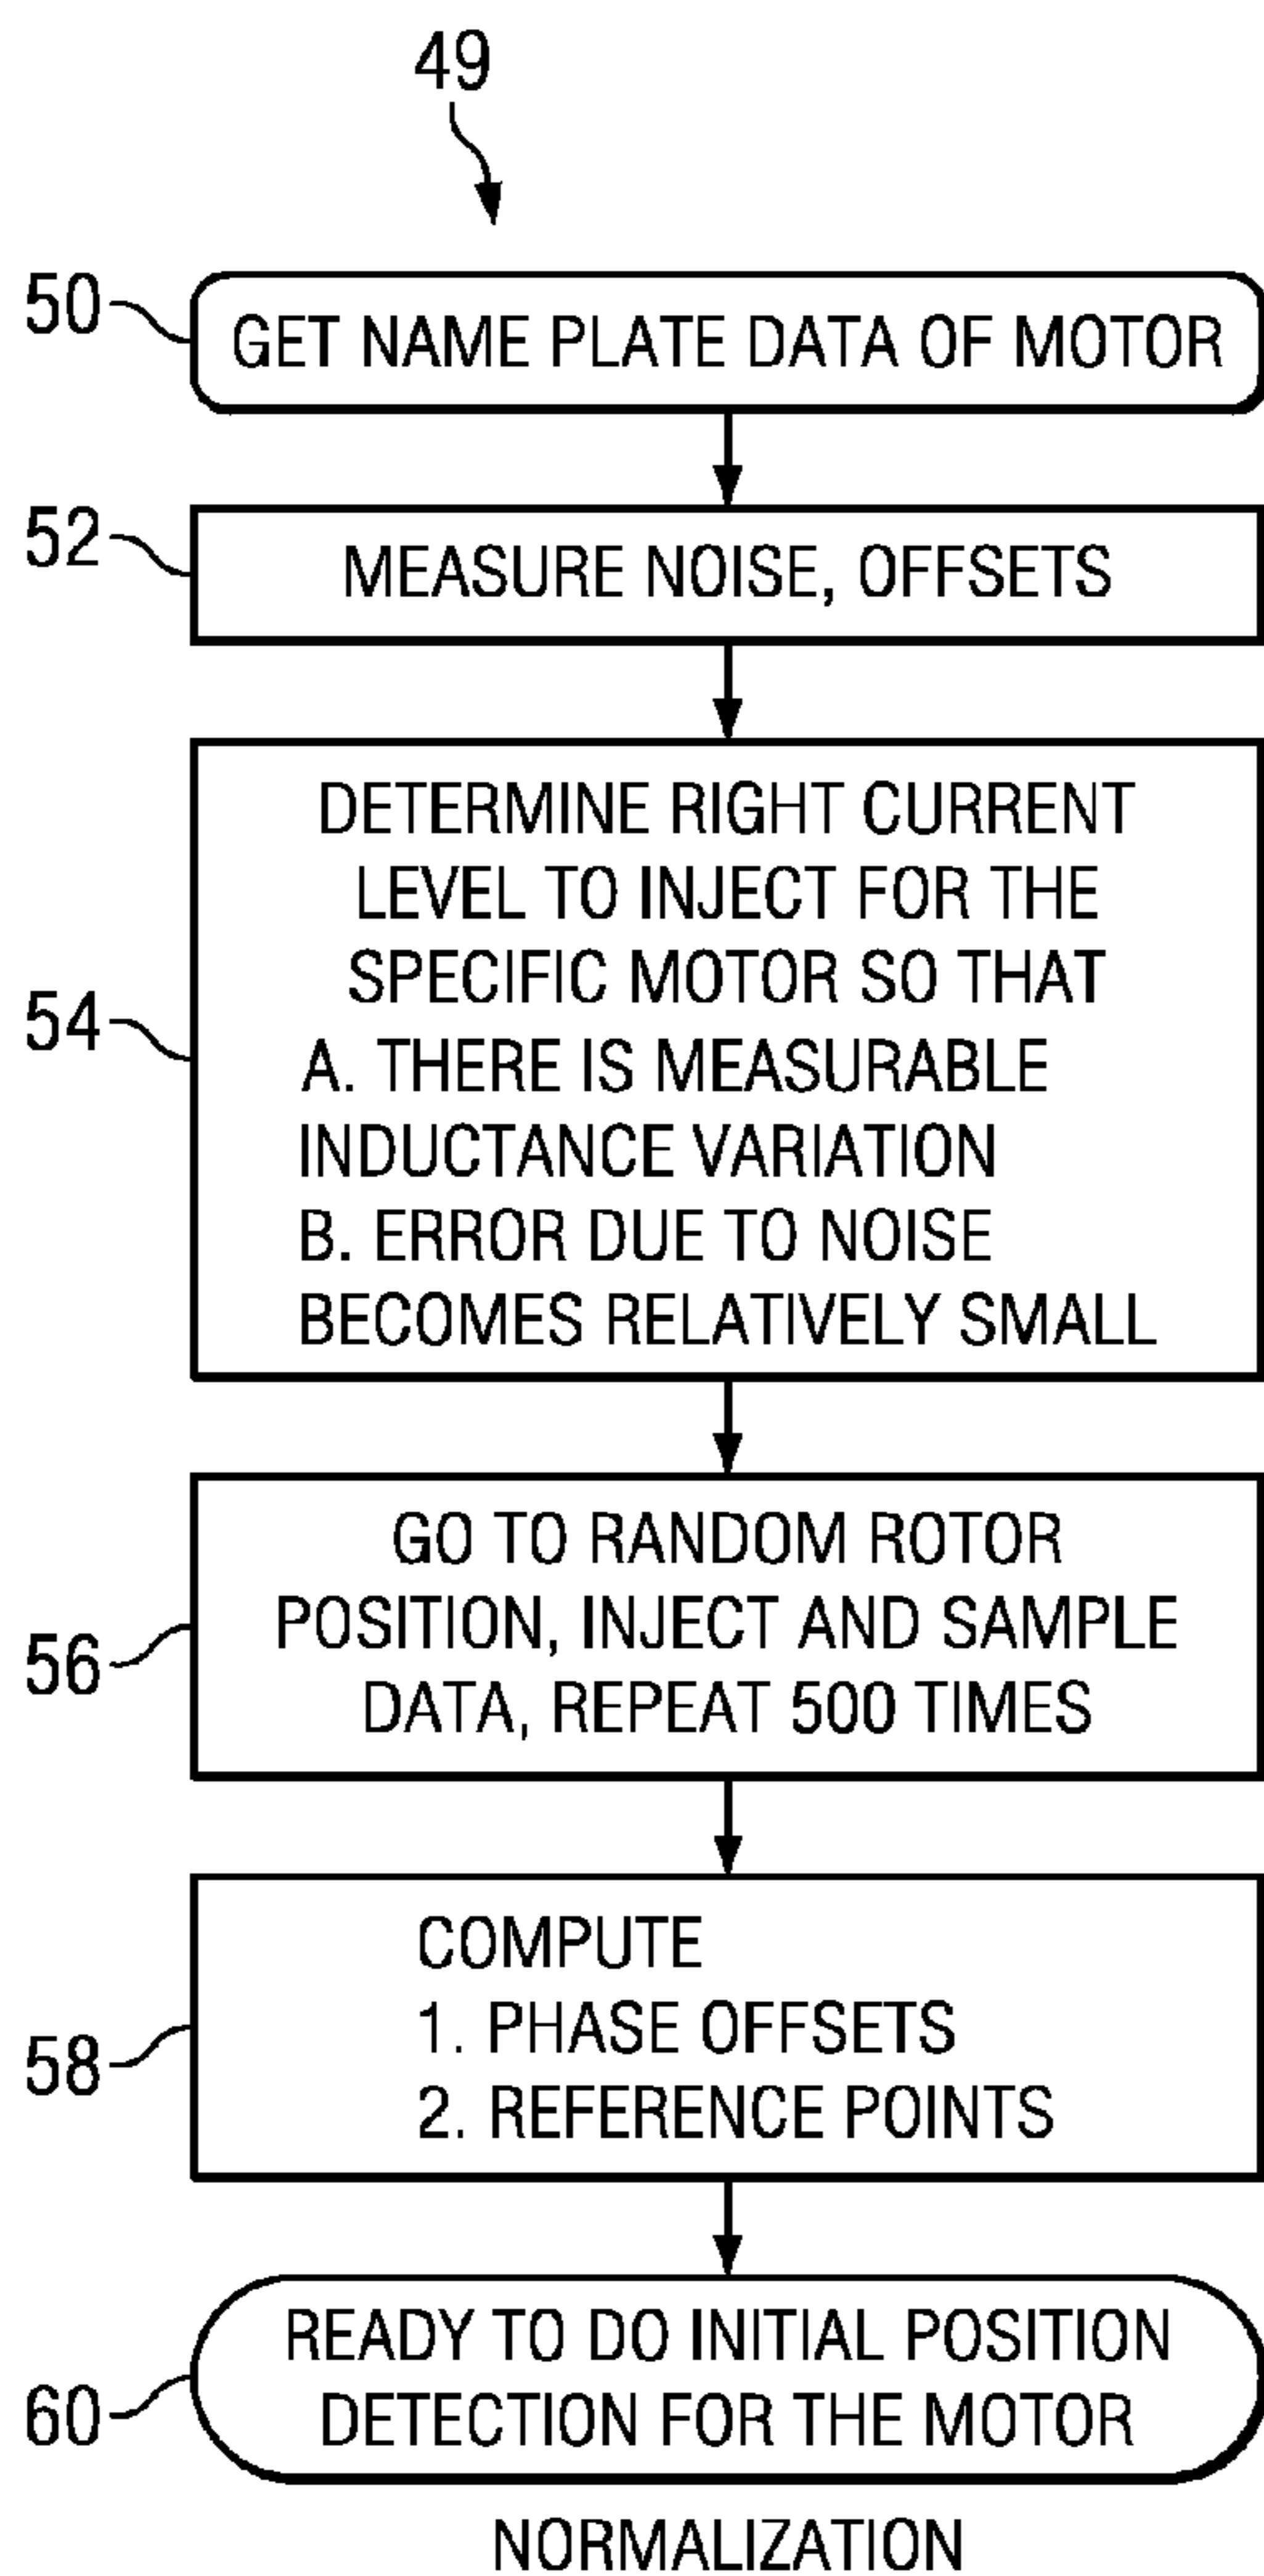 49
50
GET NAME PLATE DATA OF MOTOR
52
MEASURE NOISE, OFFSETS
54
DETERMINE RIGHT CURRENT
LEVEL TO INJECT FOR THE
SPECIFIC MOTOR SO THAT
A. THERE IS MEASURABLE
INDUCTANCE VARIATION
B. ERROR DUE TO NOISE
BECOMES RELATIVELY SMALL
56
GO TO RANDOM ROTOR
POSITION, INJECT AND SAMPLE
DATA, REPEAT 500 TIMES
58
COMPUTE
1. PHASE OFFSETS
2. REFERENCE POINTS
60
READY TO DO INITIAL POSITION
DETECTION FOR THE MOTOR
NORMALIZATION